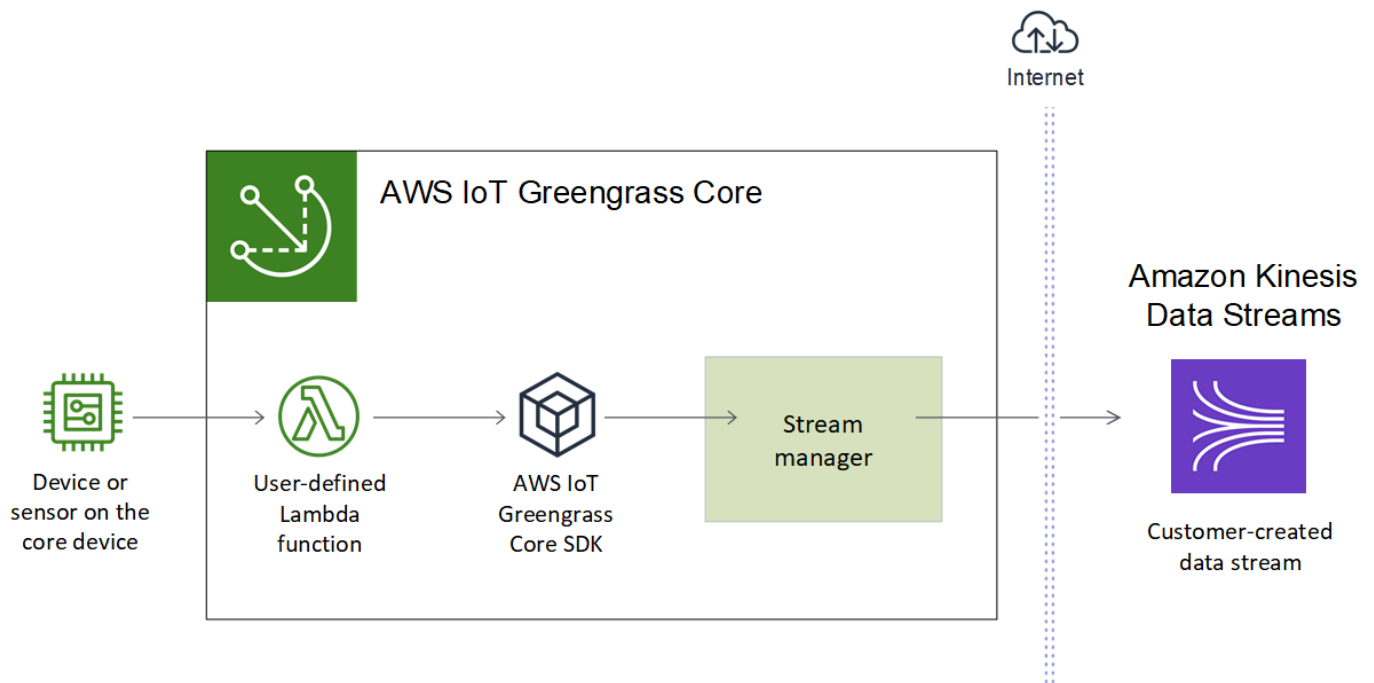 Internet
AWS IoT Greengrass Core
Amazon Kinesis
Data Streams
Stream
manager
Device or
sensor on the
core device
User-defined
Lambda
function
AWS IoT
Greengrass
Core SDK
Customer-created
data stream